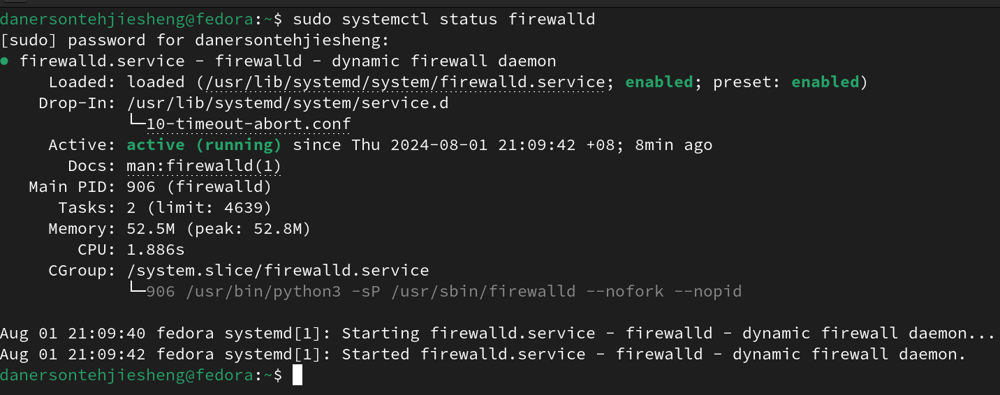 danersontehjiesheng@fedora:~$ sudo systemctl status firewalld
[sudo] password for danersontehjiesheng:
● firewalld.service - firewalld - dynamic firewall daemon
     Loaded: loaded (/usr/lib/systemd/system/firewalld.service; enabled; preset: enabled)
    Drop-In: /usr/lib/systemd/system/service.d
             └─10-timeout-abort.conf
     Active: active (running) since Thu 2024-08-01 21:09:42 +08; 8min ago
       Docs: man:firewalld(1)
   Main PID: 906 (firewalld)
      Tasks: 2 (limit: 4639)
     Memory: 52.5M (peak: 52.8M)
        CPU: 1.886s
     CGroup: /system.slice/firewalld.service
             └─906 /usr/bin/python3 -sP /usr/sbin/firewalld --nofork --nopid
Aug 01 21:09:40 fedora systemd[1]: Starting firewalld.service - firewalld - dynamic firewall daemon...
Aug 01 21:09:42 fedora systemd[1]: Started firewalld.service - firewalld - dynamic firewall daemon.
danersontehjiesheng@fedora:~$